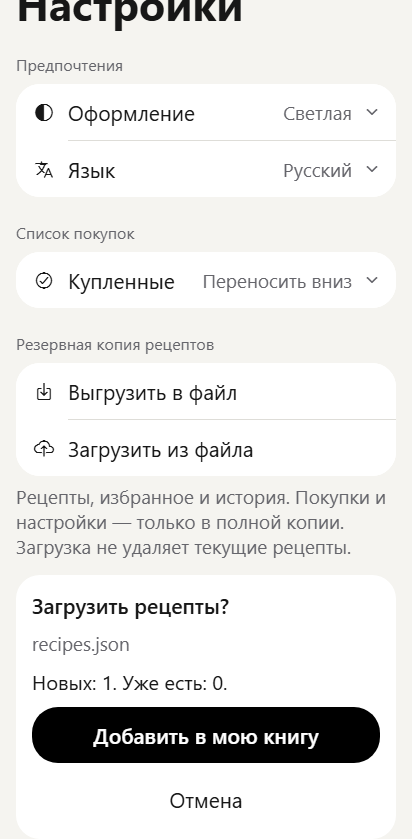 Настройки
Предпочтения
Оформление Светлая
Язык Русский
Список покупок
Купленные Переносить вниз
Резервная копия рецептов
Выгрузить в файл
Загрузить из файла
Рецепты, избранное и история. Покупки и
настройки — только в полной копии.
Загрузка не удаляет текущие рецепты.
Загрузить рецепты?
recipes.json
Новых: 1. Уже есть: 0.
Добавить в мою книгу
Отмена